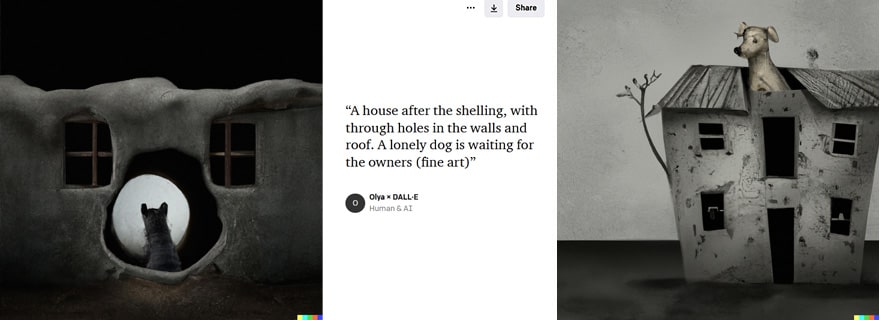 Share
“A house after the shelling, with
through holes in the walls and
roof. A lonely dog is waiting for
the owners (fine art)”
O
Olya × DALL·E
Human & AI